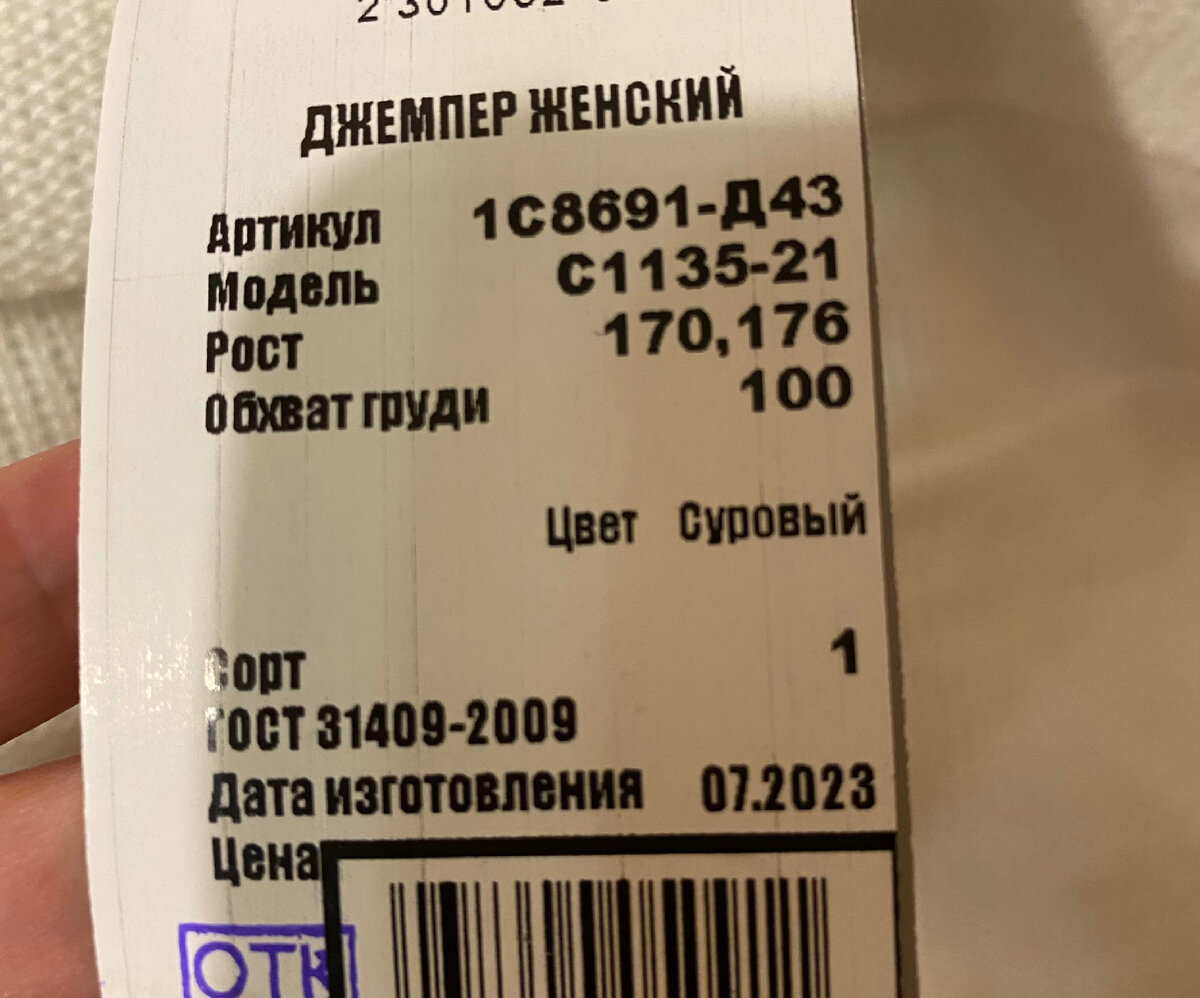 ДЖЕМПЕР ЖЕНСКИЙ
Артикул 1С8691-Д43
Модель С1135-21
Рост 170,176
Обхват груди 100
Цвет Суровый
Сорт 1
ГОСТ 31409-2009
Дата изготовления 07.2023
Цена
ОТК